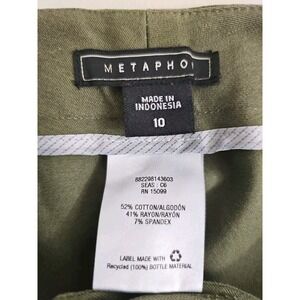 METAPHO
MADE IN
INDONESIA
10
882298143603
SEAS: C6
RN 15099
52% COTTON/ALGODÓN
41% RAYON/RAYÓN
7% SPANDEX
LABEL MADE WITH
Recycled (100%) BOTTLE MATERIAL